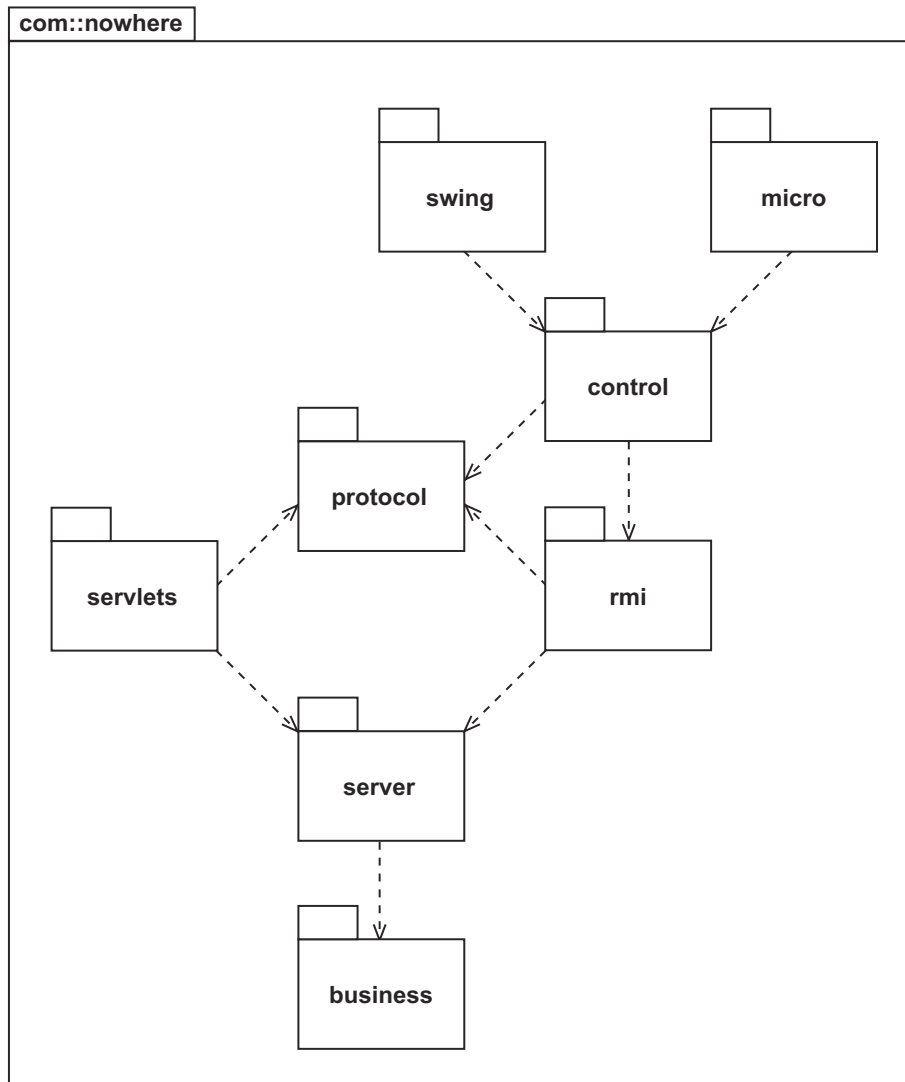 com::nowhere
swing
micro
control
protocol
servlets
rmi
server
business